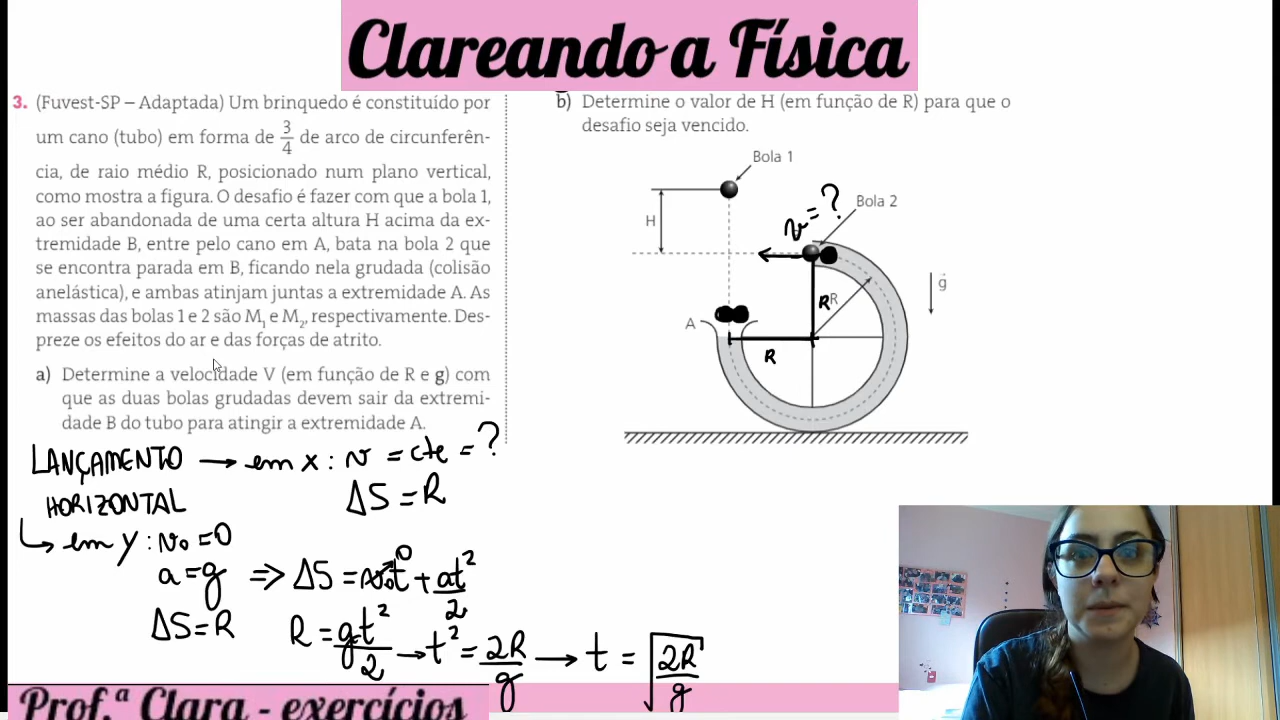 Clareando a Física
3. (Fuvest-SP – Adaptada) Um brinquedo é constituído por
um cano (tubo) em forma de 3/4 de arco de circunferên-
cia, de raio médio R, posicionado num plano vertical,
como mostra a figura. O desafio é fazer com que a bola 1,
ao ser abandonada de uma certa altura H acima da ex-
tremidade B, entre pelo cano em A, bata na bola 2 que
se encontra parada em B, ficando nela grudada (colisão
anelástica), e ambas atinjam juntas a extremidade A. As
massas das bolas 1 e 2 são M₁ e M₂, respectivamente. Des-
preze os efeitos do ar e das forças de atrito.
a) Determine a velocidade V (em função de R e g) com
que as duas bolas grudadas devem sair da extremi-
dade B do tubo para atingir a extremidade A.
b) Determine o valor de H (em função de R) para que o
desafio seja vencido.
Bola 1
H
v = ?
Bola 2
R
R
g
A
R
LANÇAMENTO → em x : v = cte = ?
HORIZONTAL ΔS = R
↳ em y : v₀ = 0
a = g ⇒ ΔS = v₀t⁰ + at²/2
ΔS = R R = gt²/2 → t² = 2R/g → t = √(2R/g)
Prof.ª Clara - exercícios